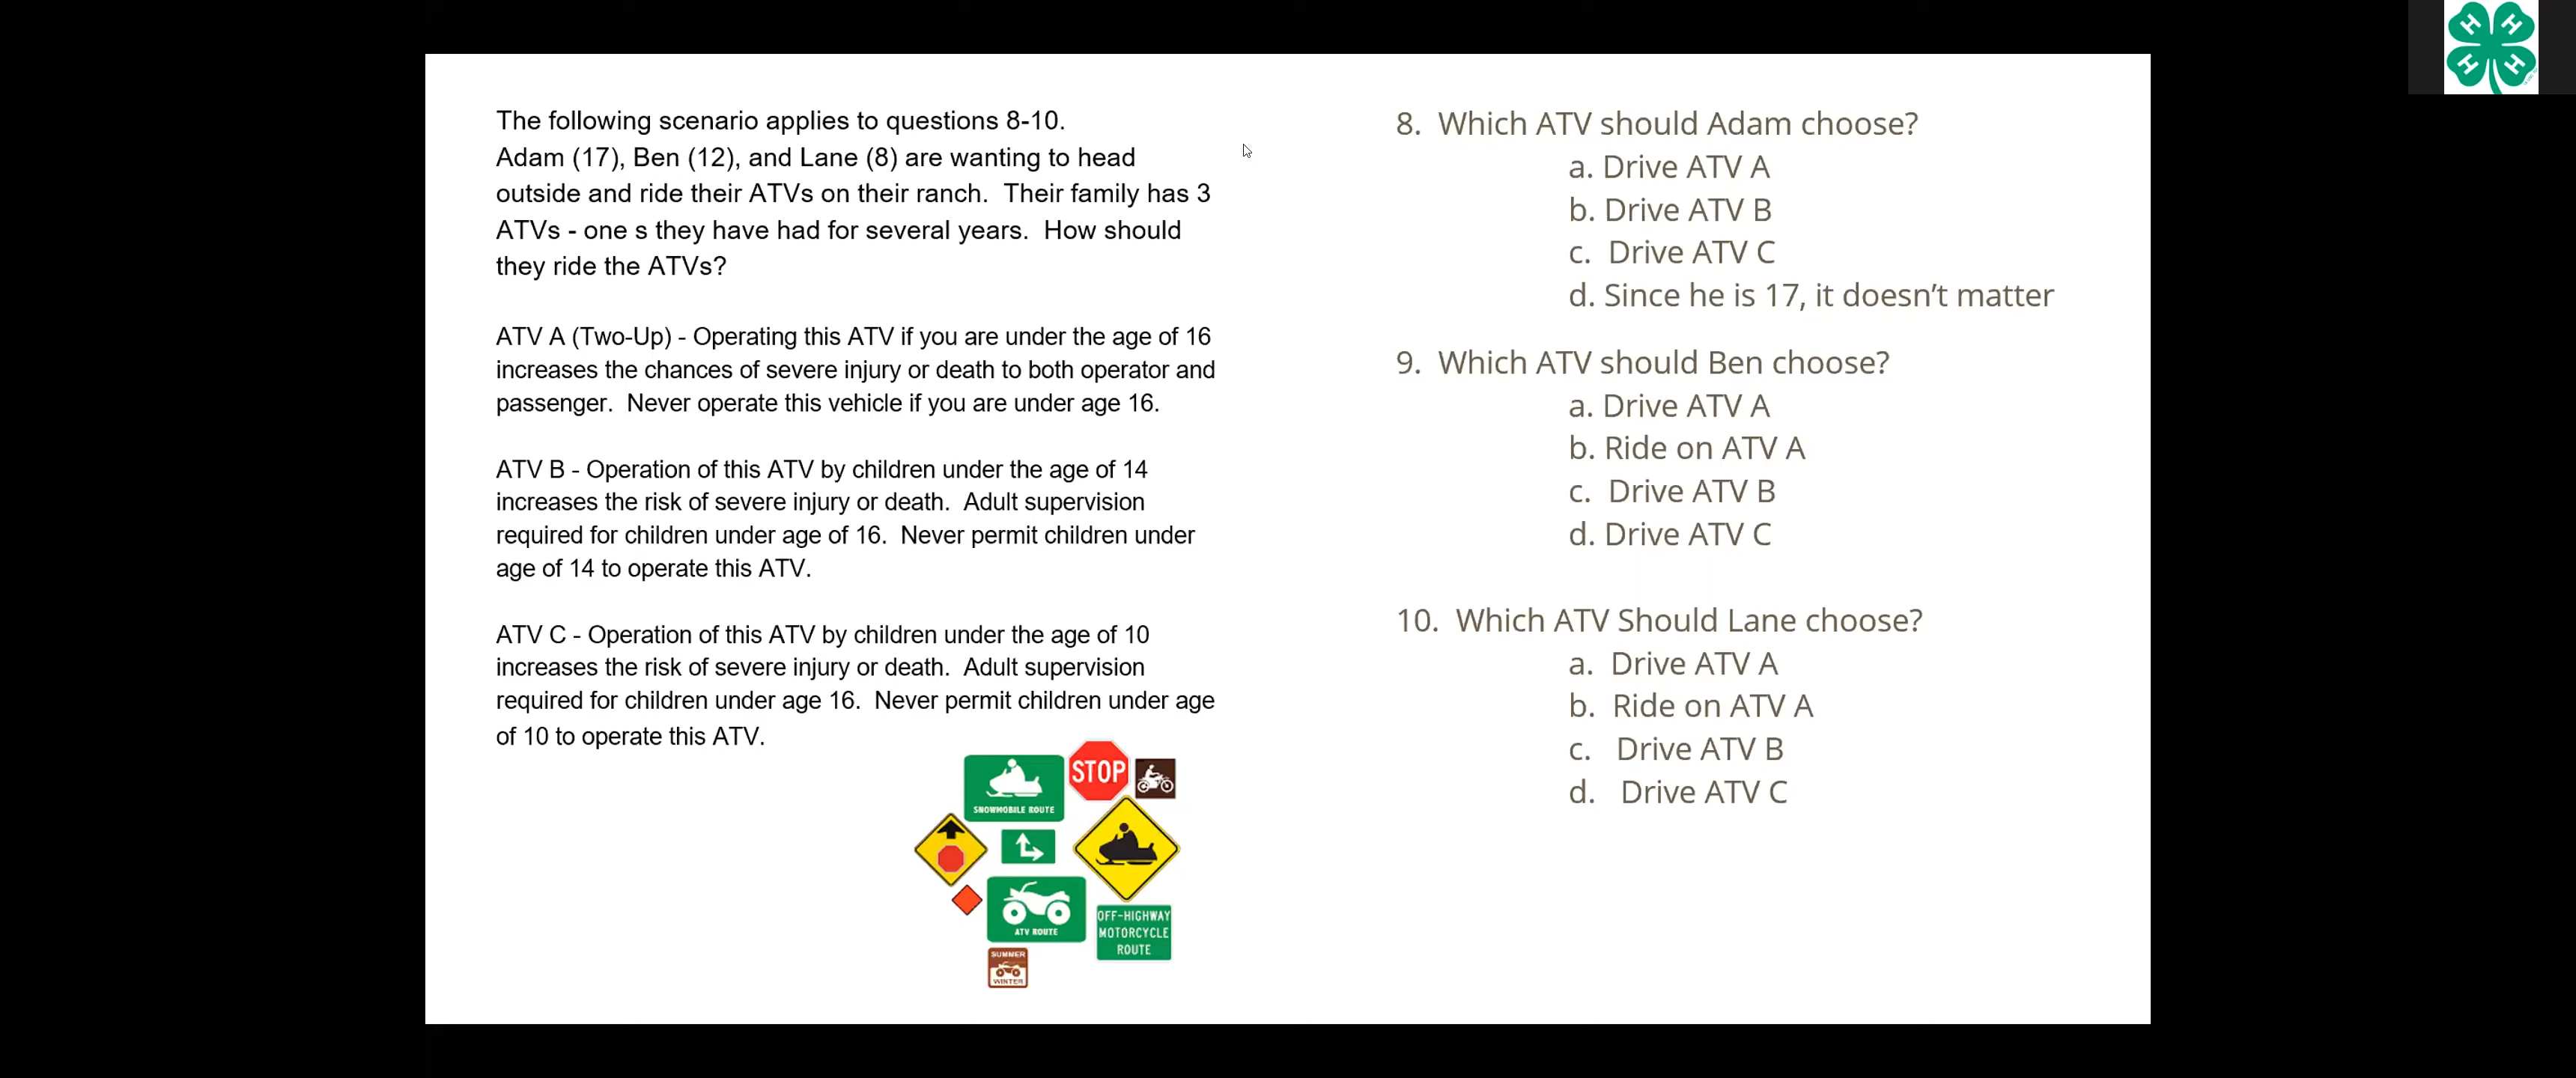 The following scenario applies to questions 8-10.
Adam (17), Ben (12), and Lane (8) are wanting to head
outside and ride their ATVs on their ranch. Their family has 3
ATVs - one s they have had for several years. How should
they ride the ATVs?
ATV A (Two-Up) - Operating this ATV if you are under the age of 16
increases the chances of severe injury or death to both operator and
passenger. Never operate this vehicle if you are under age 16.
ATV B - Operation of this ATV by children under the age of 14
increases the risk of severe injury or death. Adult supervision
required for children under age of 16. Never permit children under
age of 14 to operate this ATV.
ATV C - Operation of this ATV by children under the age of 10
increases the risk of severe injury or death. Adult supervision
required for children under age 16. Never permit children under age
of 10 to operate this ATV.
SNOWMOBILE ROUTE
STOP
ATV ROUTE
OFF-HIGHWAY
MOTORCYCLE
ROUTE
SUMMER
WINTER
8. Which ATV should Adam choose?
a. Drive ATV A
b. Drive ATV B
c. Drive ATV C
d. Since he is 17, it doesn't matter
9. Which ATV should Ben choose?
a. Drive ATV A
b. Ride on ATV A
c. Drive ATV B
d. Drive ATV C
10. Which ATV Should Lane choose?
a. Drive ATV A
b. Ride on ATV A
c. Drive ATV B
d. Drive ATV C
H H
H H